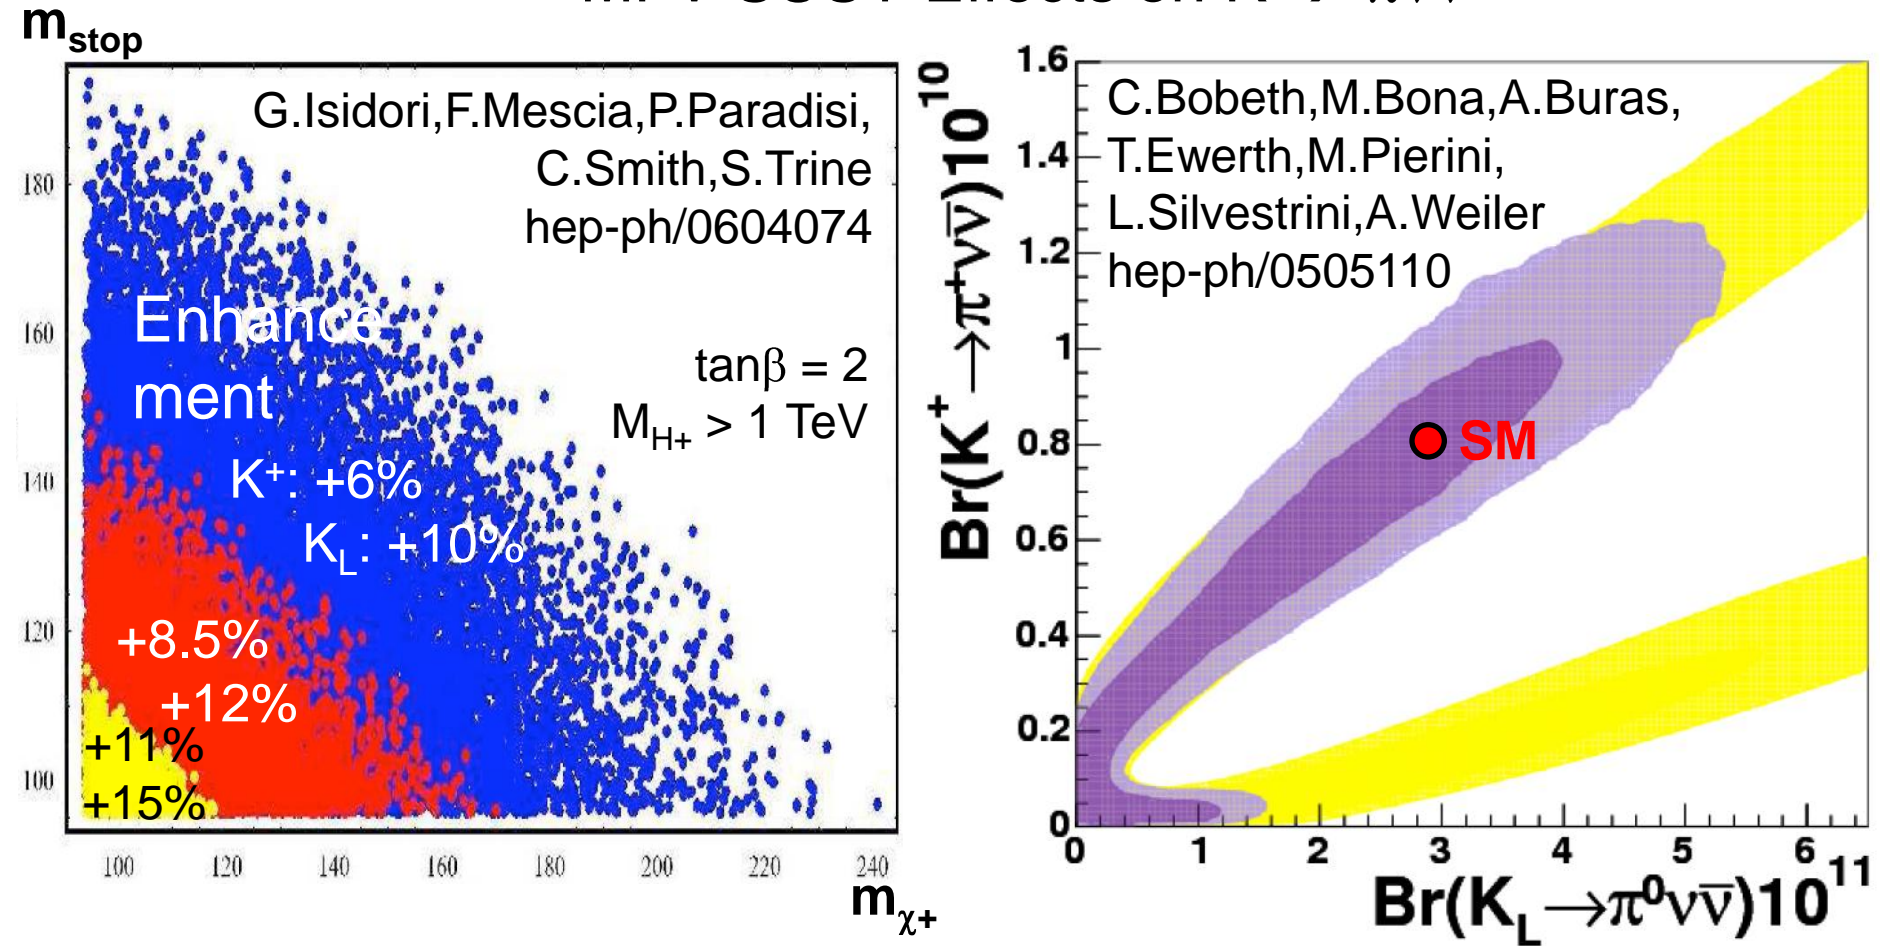 m_stop
G.Isidori,F.Mescia,P.Paradisi,
C.Smith,S.Trine
hep-ph/0604074
180
160
140
120
100
Enhance
ment
tanβ = 2
M_H+ > 1 TeV
K⁺: +6%
K_L: +10%
+8.5%
+12%
+11%
+15%
100 120 140 160 180 200 220 240
m_χ+
Br(K⁺→π⁺νν̅)10¹⁰
1.6
1.4
1.2
1
0.8
0.6
0.4
0.2
0
C.Bobeth,M.Bona,A.Buras,
T.Ewerth,M.Pierini,
L.Silvestrini,A.Weiler
hep-ph/0505110
SM
0 1 2 3 4 5 6
Br(K_L→π⁰νν̅)10¹¹